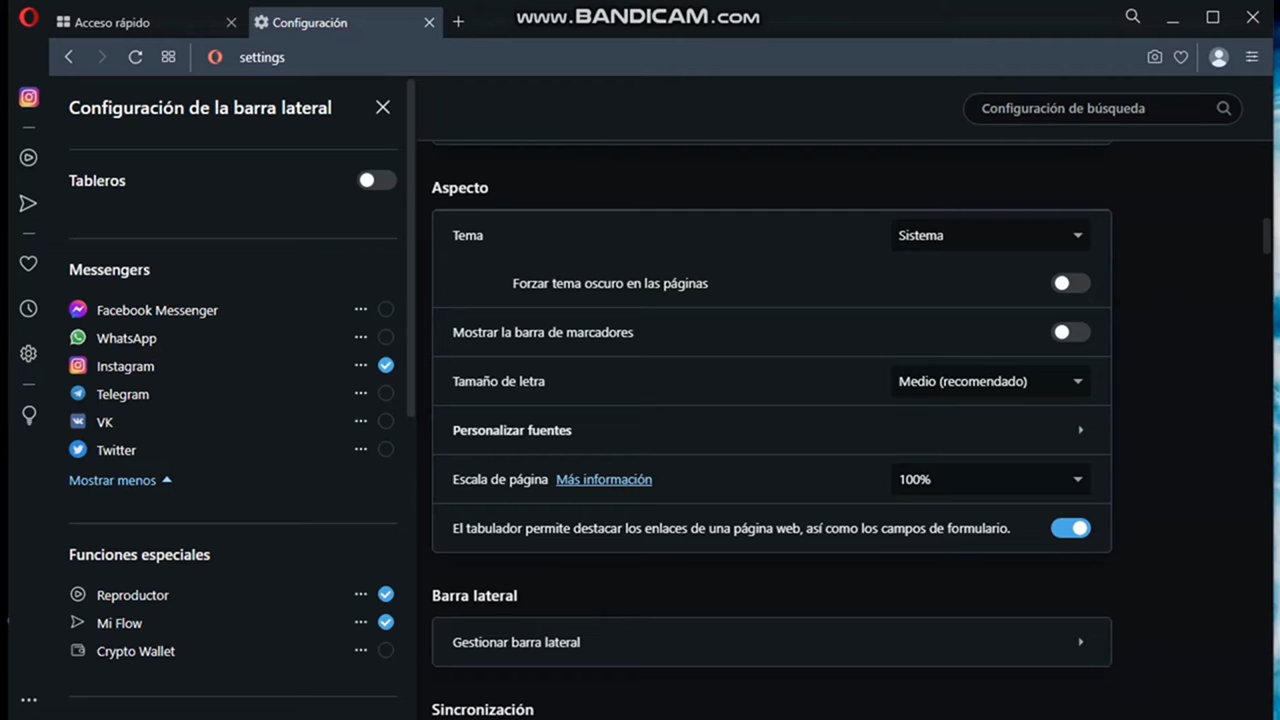 www.BANDICAM.com
Acceso rápido
Configuración
settings
Configuración de la barra lateral
Configuración de búsqueda
Tableros
Messengers
Facebook Messenger
WhatsApp
Instagram
Telegram
VK
Twitter
Mostrar menos
Funciones especiales
Reproductor
Mi Flow
Crypto Wallet
Aspecto
Tema
Sistema
Forzar tema oscuro en las páginas
Mostrar la barra de marcadores
Tamaño de letra
Medio (recomendado)
Personalizar fuentes
Escala de página Más información
100%
El tabulador permite destacar los enlaces de una página web, así como los campos de formulario.
Barra lateral
Gestionar barra lateral
Sincronización